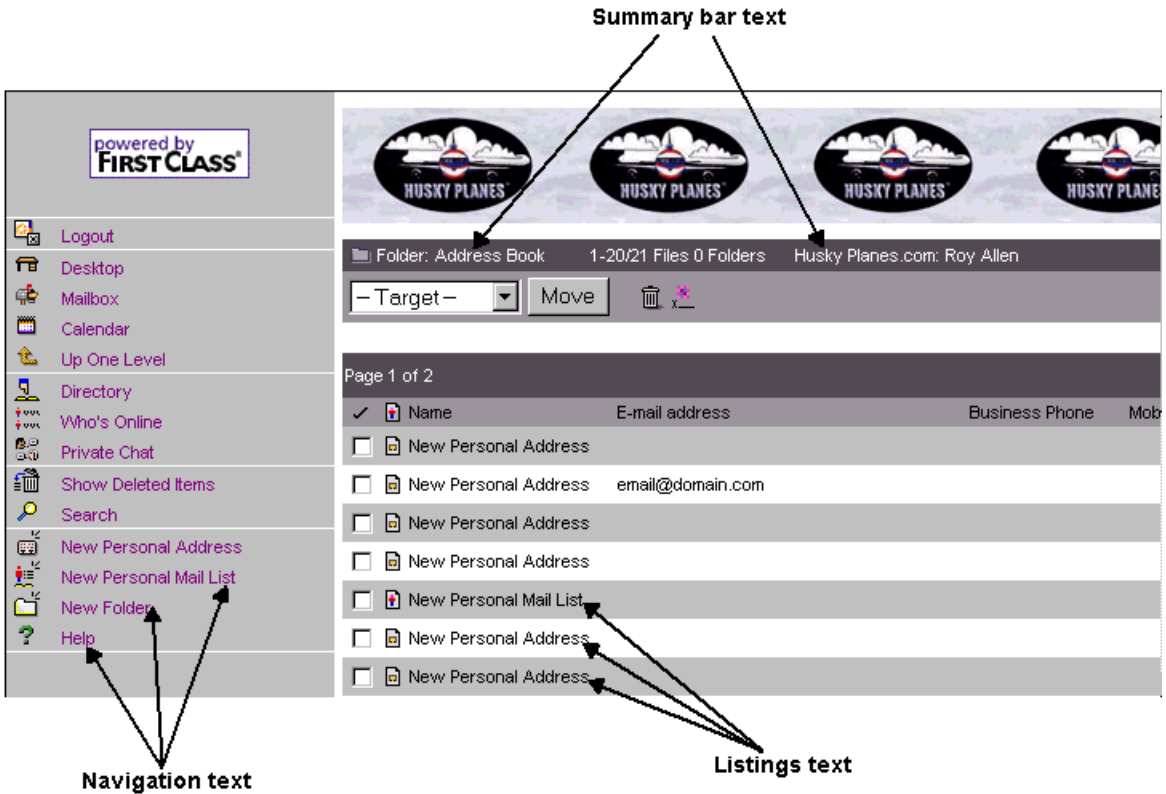 Summary bar text
powered by
FIRST CLASS®
HUSKY PLANES HUSKY PLANES HUSKY PLANES HUSKY PLANES
Logout
Desktop
Mailbox
Calendar
Up One Level
Directory
Who's Online
Private Chat
Show Deleted Items
Search
New Personal Address
New Personal Mail List
New Folder
Help
Folder: Address Book 1-20/21 Files 0 Folders Husky Planes.com: Roy Allen
– Target – Move
Page 1 of 2
Name E-mail address Business Phone Mob
New Personal Address
New Personal Address email@domain.com
New Personal Address
New Personal Address
New Personal Mail List
New Personal Address
New Personal Address
Navigation text
Listings text